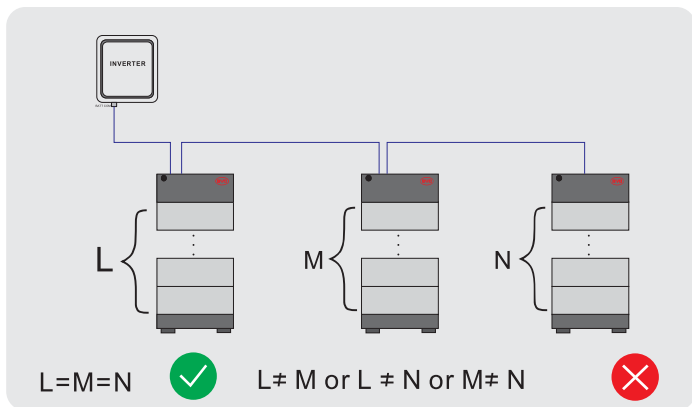 INVERTER
L
M
N
L=M=N
L≠ M or L ≠ N or M≠ N